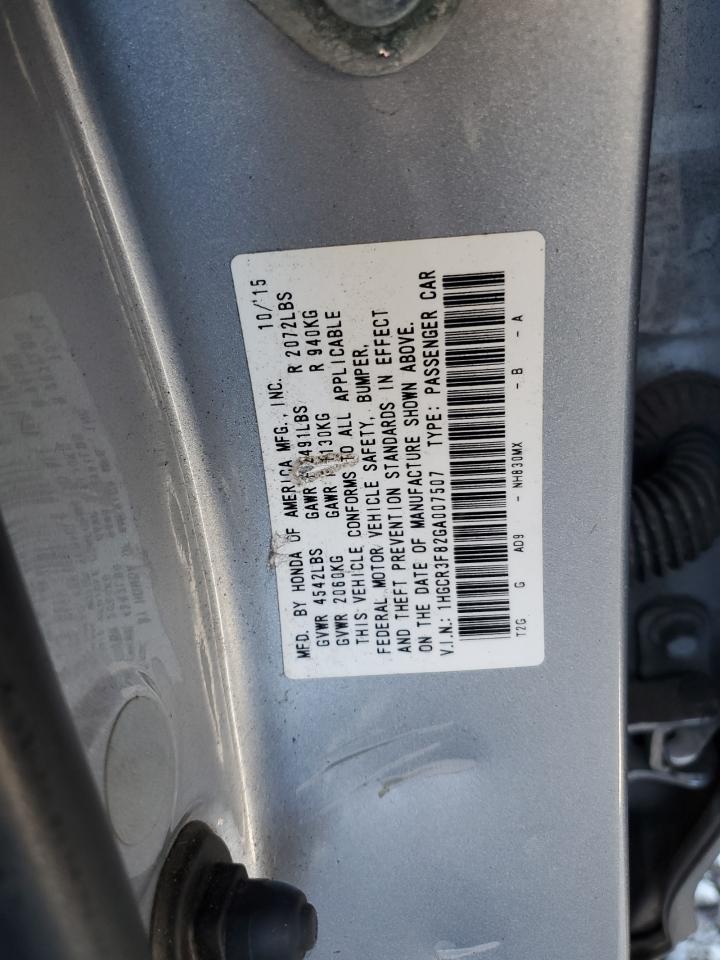 10/15
MFD. BY HONDA OF AMERICA MFG., INC.
GVWR 4542LBS GAWR 2491LBS R 2072LBS
GVWR 2060KG GAWR 1130KG R 940KG
THIS VEHICLE CONFORMS TO ALL APPLICABLE
FEDERAL MOTOR VEHICLE SAFETY, BUMPER,
AND THEFT PREVENTION STANDARDS IN EFFECT
ON THE DATE OF MANUFACTURE SHOWN ABOVE.
V.I.N.: 1HGCR3F82GA007507 TYPE: PASSENGER CAR
T2G G AD9 - NH830MX - B - A